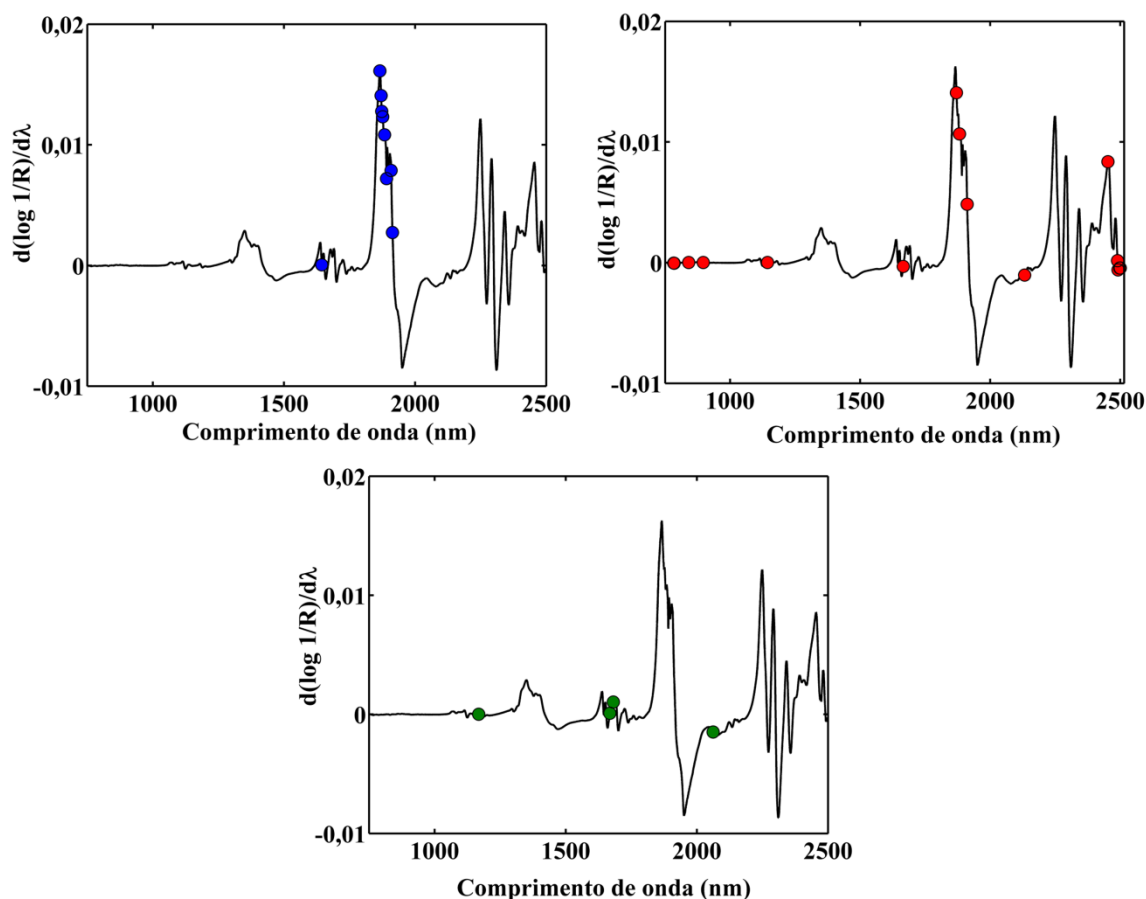 0,02
0,01
0
-0,01
d(log 1/R)/dλ
1000 1500 2000 2500
Comprimento de onda (nm)
0,02
0,01
0
-0,01
d(log 1/R)/dλ
1000 1500 2000 2500
Comprimento de onda (nm)
0,02
0,01
0
-0,01
d(log 1/R)/dλ
1000 1500 2000 2500
Comprimento de onda (nm)